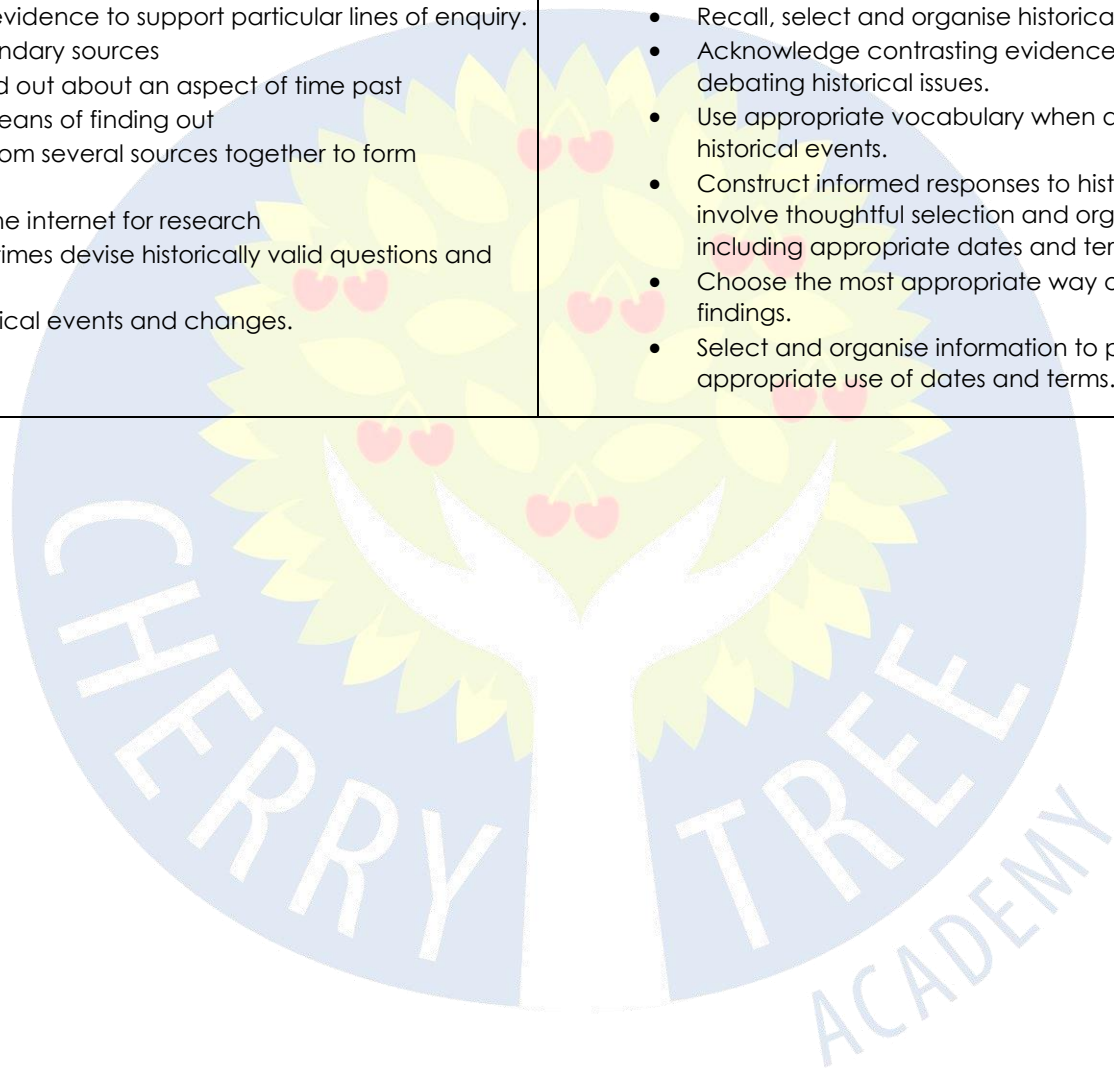 evidence to support particular lines of enquiry.
ndary sources
d out about an aspect of time past
eans of finding out
om several sources together to form
ne internet for research
imes devise historically valid questions and
ical events and changes.
• Recall, select and organise historica
• Acknowledge contrasting evidence
debating historical issues.
• Use appropriate vocabulary when d
historical events.
• Construct informed responses to hist
involve thoughtful selection and org
including appropriate dates and ter
• Choose the most appropriate way o
findings.
• Select and organise information to p
appropriate use of dates and terms.
CHERRY TREE
ACADEMY